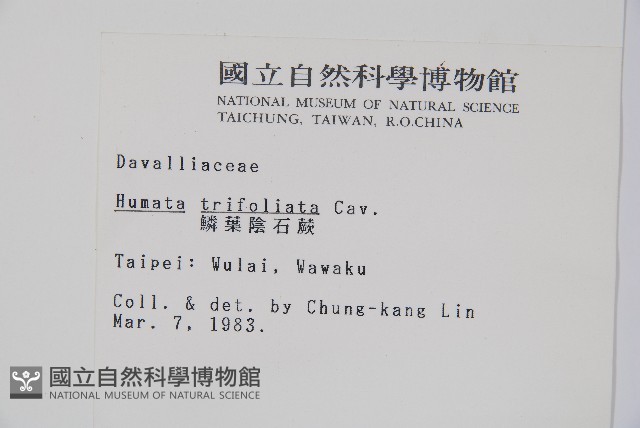 國立自然科學博物館
NATIONAL MUSEUM OF NATURAL SCIENCE
TAICHUNG, TAIWAN, R.O.CHINA
Davalliaceae
Humata trifoliata Cav.
鱗葉陰石蕨
Taipei: Wulai, Wawaku
Coll. & det. by Chung-kang Lin
Mar. 7, 1983.
國立自然科學博物館
NATIONAL MUSEUM OF NATURAL SCIENCE